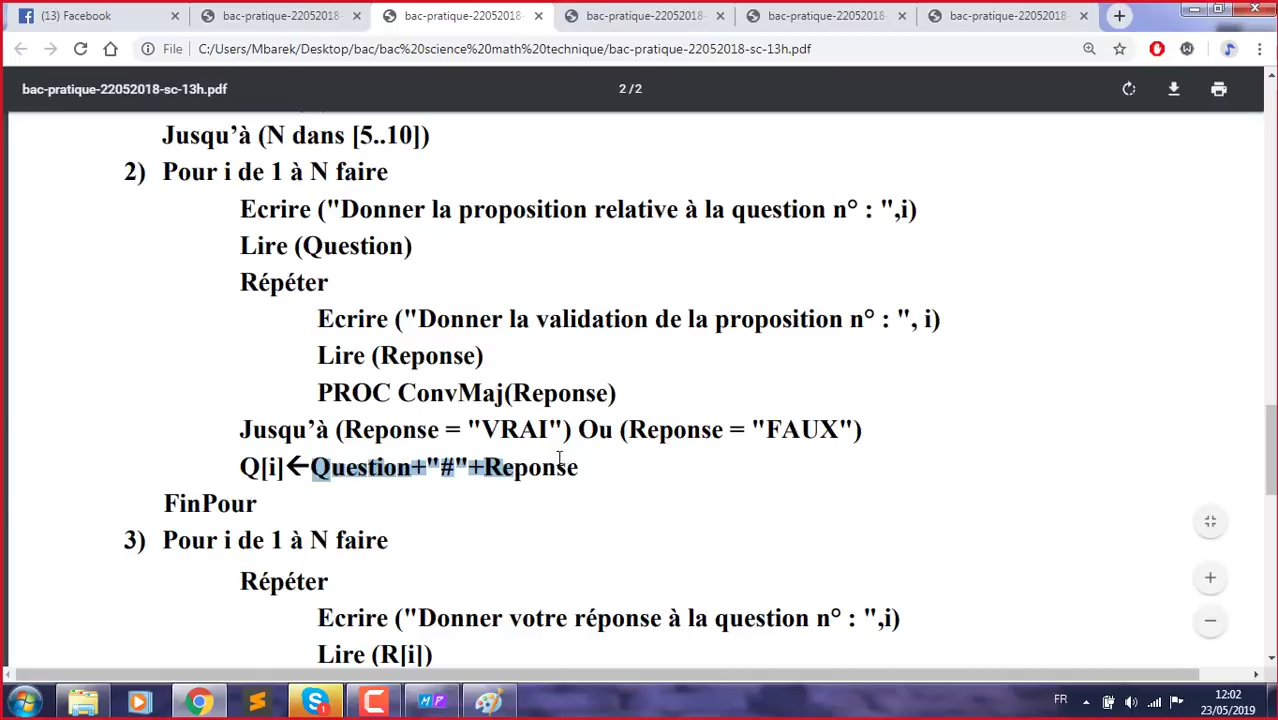 (13) Facebook
bac-pratique-22052018-
bac-pratique-22052018-
bac-pratique-22052018-
bac-pratique-22052018-
bac-pratique-22052018-
File
C:/Users/Mbarek/Desktop/bac/bac%20science%20math%20technique/bac-pratique-22052018-sc-13h.pdf
bac-pratique-22052018-sc-13h.pdf
2 / 2
Jusqu’à (N dans [5..10])
2) Pour i de 1 à N faire
Ecrire ("Donner la proposition relative à la question n° : ",i)
Lire (Question)
Répéter
Ecrire ("Donner la validation de la proposition n° : ", i)
Lire (Reponse)
PROC ConvMaj(Reponse)
Jusqu’à (Reponse = "VRAI") Ou (Reponse = "FAUX")
Q[i]←Question+"#"+Reponse
FinPour
3) Pour i de 1 à N faire
Répéter
Ecrire ("Donner votre réponse à la question n° : ",i)
Lire (R[i])
FR
12:02
23/05/2019